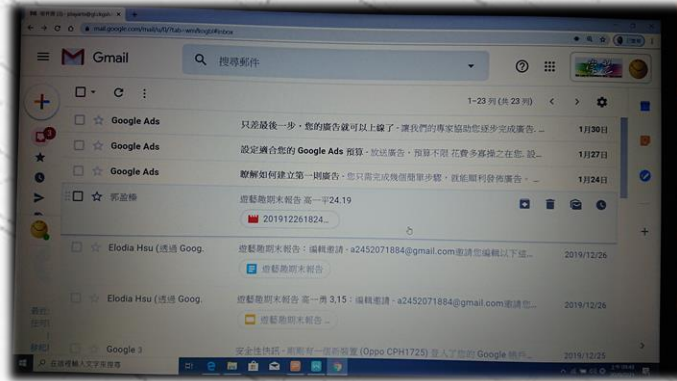 Gmail
搜尋郵件
1–23 列 (共 23 列)
Google Ads
只差最後一步，您的廣告就可以上線了 - 讓我們的專家協助您逐步完成廣告. ...
1月30日
Google Ads
設定適合您的 Google Ads 預算 - 放送廣告，預算不限 花費多寡操之在您. 設...
1月27日
Google Ads
瞭解如何建立第一則廣告 - 您只需完成幾個簡單步驟，就能順利發佈廣告。 ...
1月24日
遊藝趣期末報告 高一平24.19
201912261824...
Elodia Hsu (透過 Goog.
遊藝趣期末報告：編輯邀請 - a2452071884@gmail.com邀請您編輯以下這...
2019/12/26
遊藝趣期末報告
Elodia Hsu (透過 Goog.
遊藝趣期末報告 高一勇 3,15：編輯邀請 - a2452071884@gmail.com邀請您...
2019/12/26
遊藝趣期末報告 ...
Google 3
安全性快訊 - 剛剛有一個新裝置 (Oppo CPH1725) 登入了您的 Google 帳戶...
2019/12/25
在這裡輸入文字來搜尋